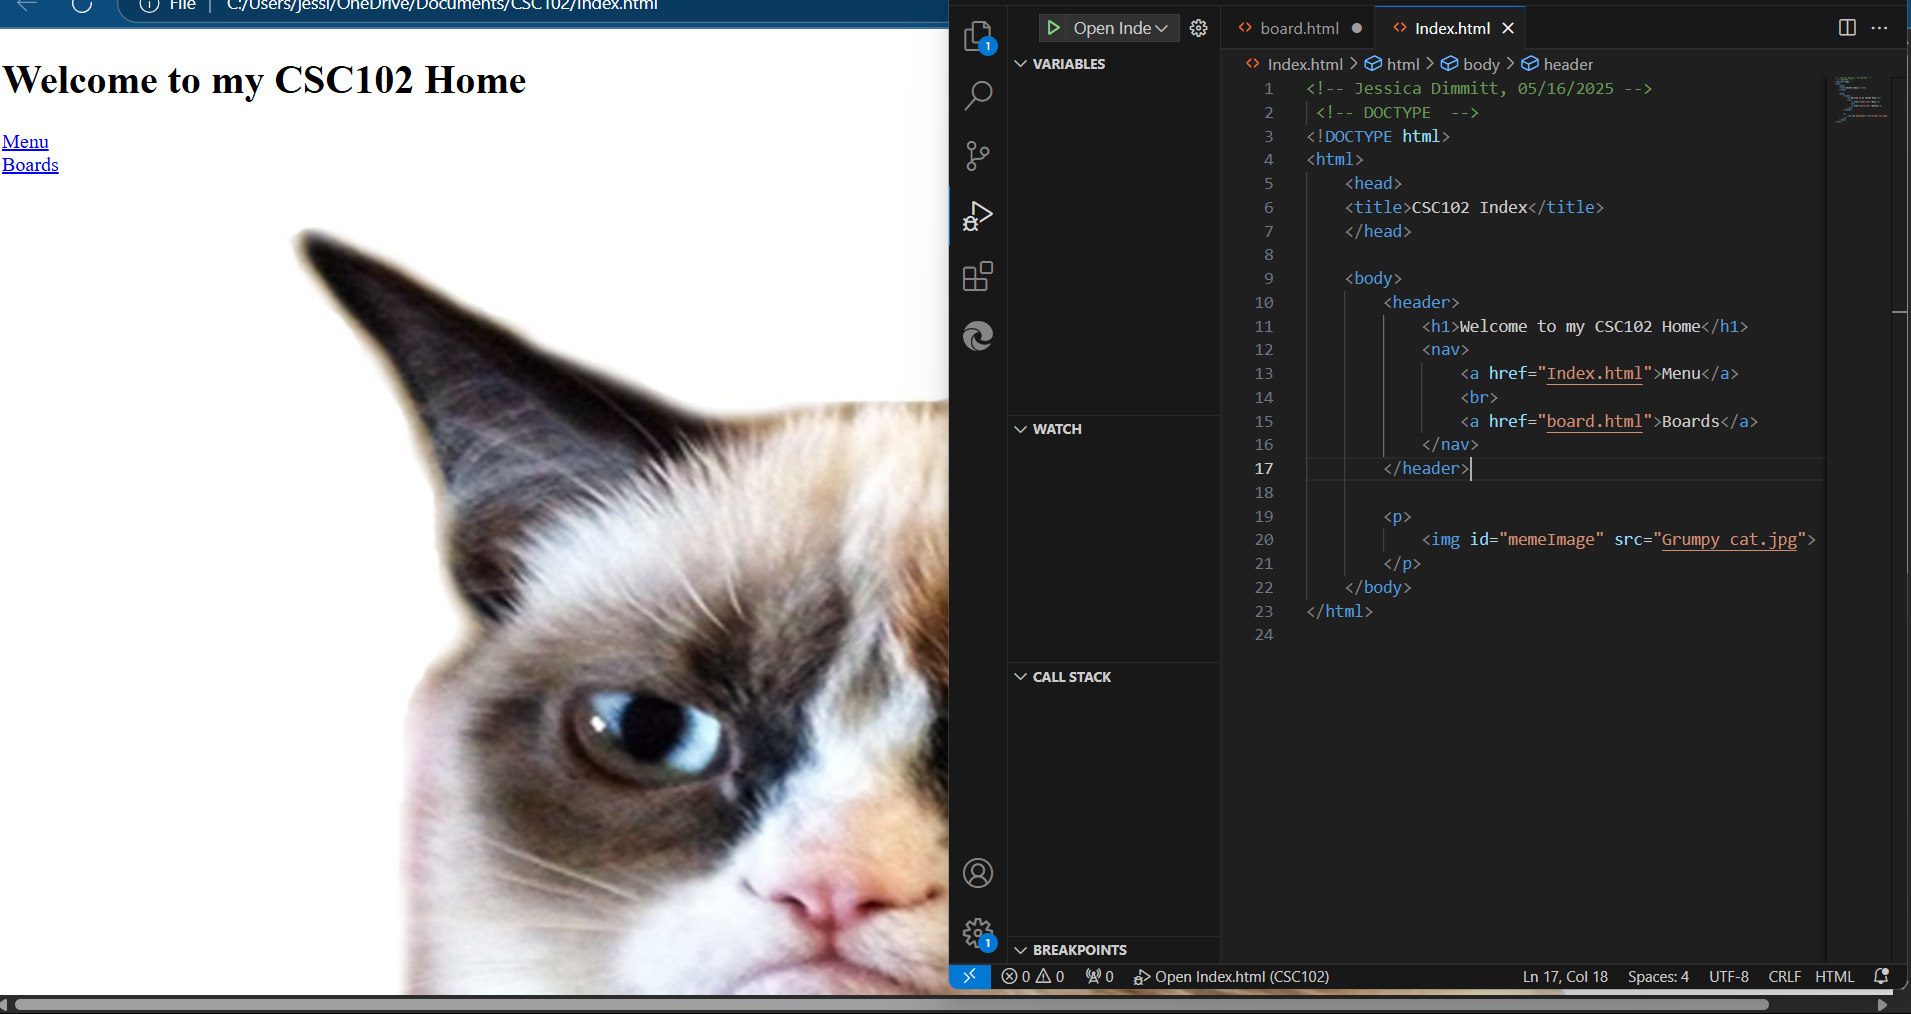 File | C:/Users/jessi/OneDrive/Documents/CSC102/Index.html
Welcome to my CSC102 Home
Menu
Boards
1
Open Inde
board.html
Index.html
VARIABLES
Index.html > html > body > header
1 <!-- Jessica Dimmitt, 05/16/2025 -->
2 <!-- DOCTYPE  -->
3 <!DOCTYPE html>
4 <html>
5 <head>
6 <title>CSC102 Index</title>
7 </head>
8
9 <body>
10 <header>
11 <h1>Welcome to my CSC102 Home</h1>
12 <nav>
13 <a href="Index.html">Menu</a>
14 <br>
15 <a href="board.html">Boards</a>
16 </nav>
17 </header>
18
19 <p>
20 <img id="memeImage" src="Grumpy cat.jpg">
21 </p>
22 </body>
23 </html>
24
WATCH
CALL STACK
BREAKPOINTS
1
0 0 0 Open Index.html (CSC102) Ln 17, Col 18 Spaces: 4 UTF-8 CRLF HTML